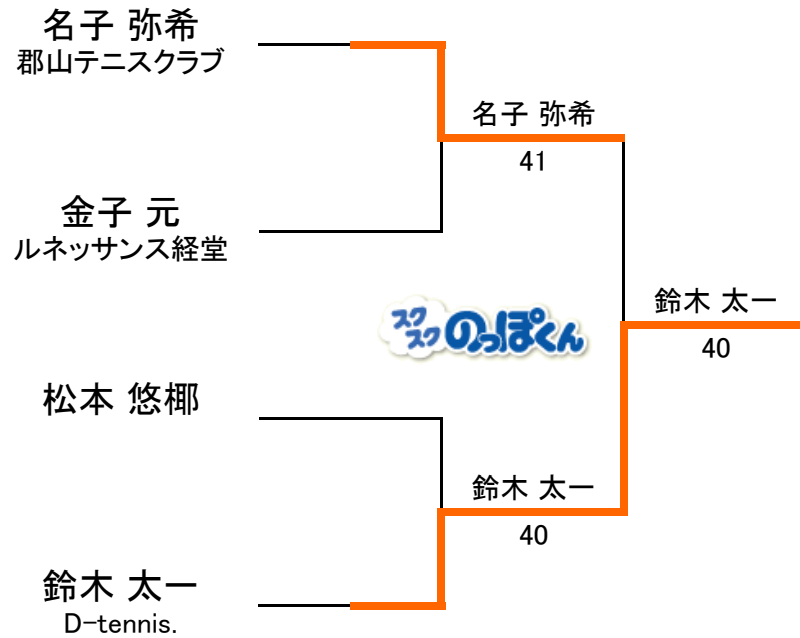 名子 弥希
郡山テニスクラブ
名子 弥希
41
金子 元
ルネッサンス経堂
鈴木 太一
40
スク
スク のっぽくん
松本 悠椰
鈴木 太一
40
鈴木 太一
D-tennis.